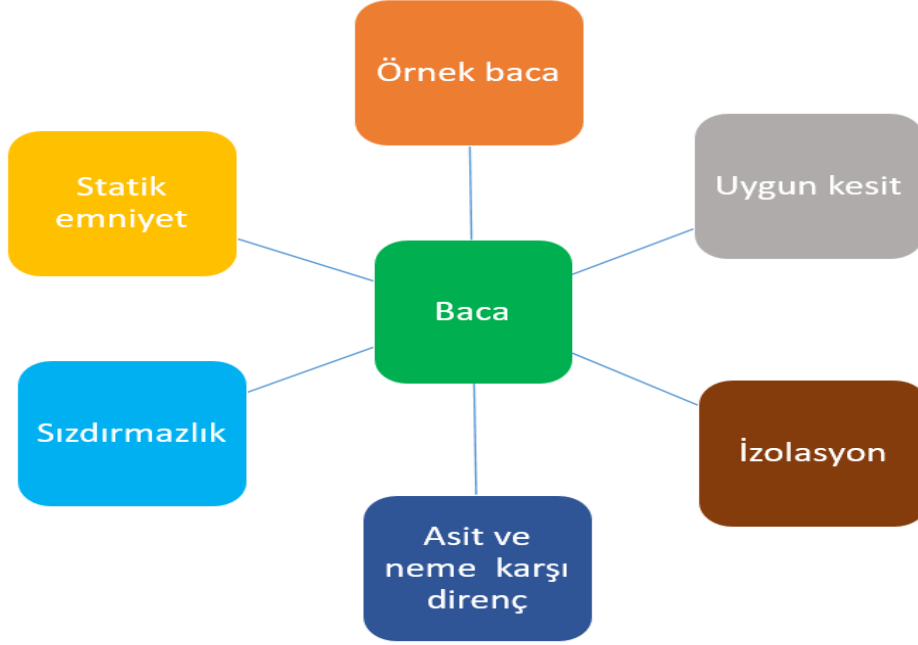 Örnek baca
Uygun kesit
Statik
emniyet
Baca
Sızdırmazlık
İzolasyon
Asit ve
neme karşı
direnç